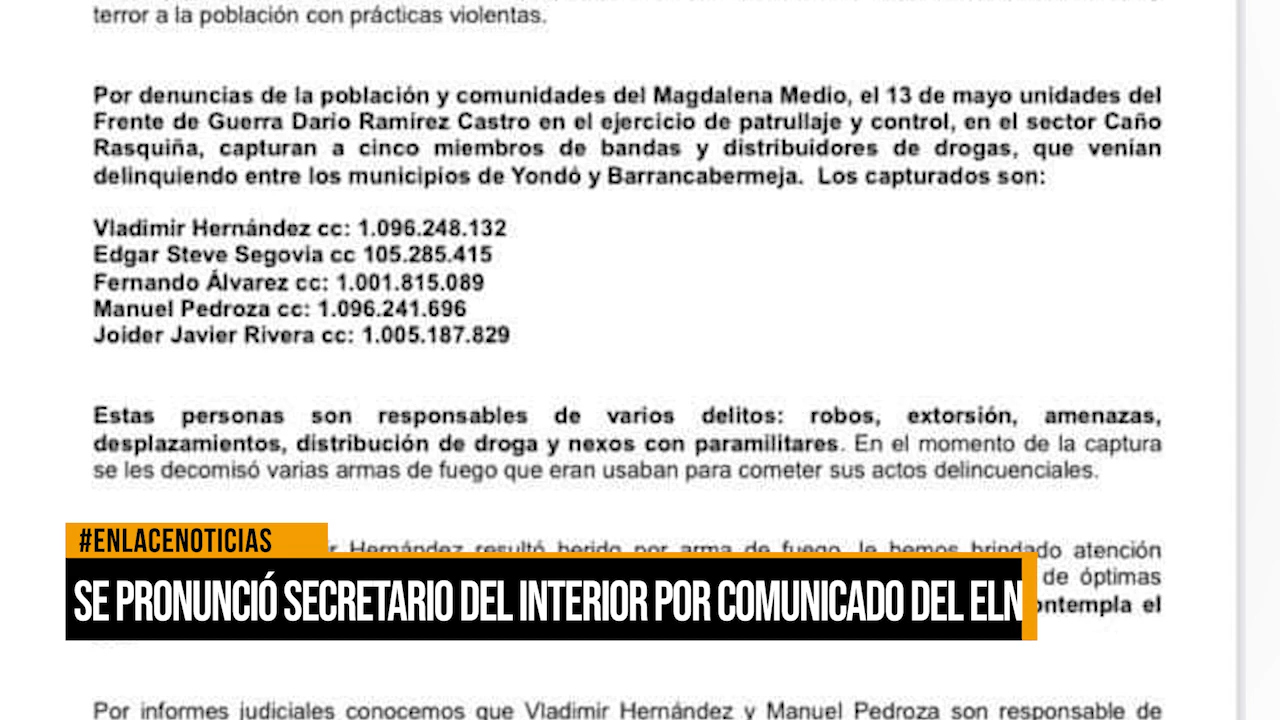 terror a la población con prácticas violentas.
Por denuncias de la población y comunidades del Magdalena Medio, el 13 de mayo unidades del
Frente de Guerra Darío Ramírez Castro en el ejercicio de patrullaje y control, en el sector Caño
Rasquiña, capturan a cinco miembros de bandas y distribuidores de drogas, que venían
delinquiendo entre los municipios de Yondó y Barrancabermeja. Los capturados son:
Vladimir Hernández cc: 1.096.248.132
Edgar Steve Segovia cc 105.285.415
Fernando Álvarez cc: 1.001.815.089
Manuel Pedroza cc: 1.096.241.696
Joider Javier Rivera cc: 1.005.187.829
Estas personas son responsables de varios delitos: robos, extorsión, amenazas,
desplazamientos, distribución de droga y nexos con paramilitares. En el momento de la captura
se les decomisó varias armas de fuego que eran usaban para cometer sus actos delincuenciales.
#ENLACENOTICIAS
Hernández resultó herido por arma de fuego, le hemos brindado atención
de óptimas
SE PRONUNCIÓ SECRETARIO DEL INTERIOR POR COMUNICADO DEL ELN
el
Por informes judiciales conocemos que Vladimir Hernández y Manuel Pedroza son responsable de